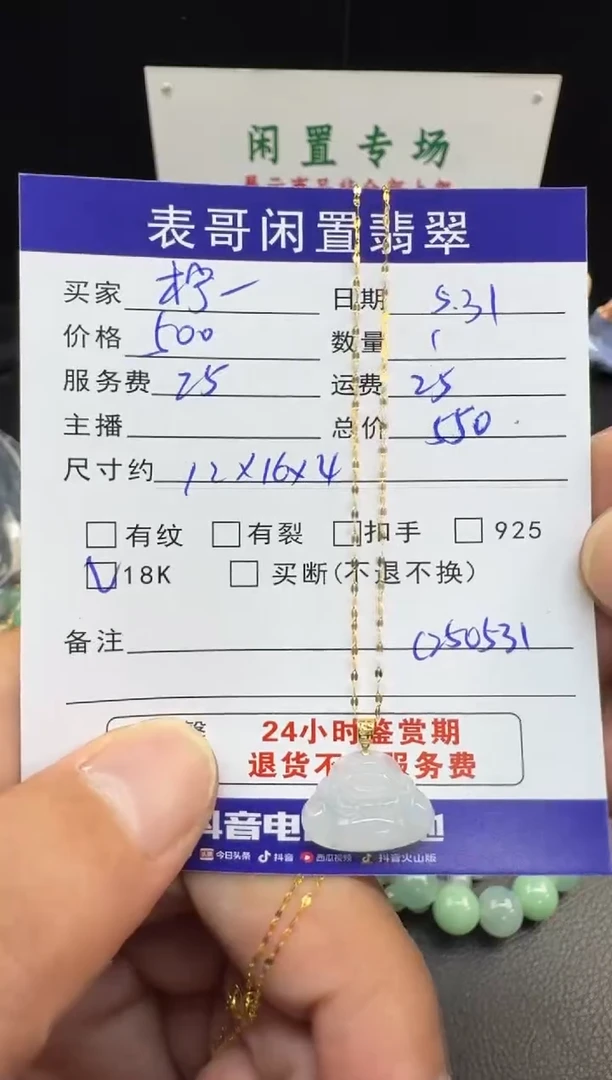 闲置专场
表哥闲置翡翠
买家 柠一 日期 5.31
价格 500 数量 1
服务费 25 运费 25
主播 总价 550
尺寸约 12×16×4
有纹 有裂 扣手 925
18K 买断(不退不换)
备注 250531
24小时鉴赏期
退货不 服务费
抖音电
今日头条 抖音 西瓜视频 抖音火山版